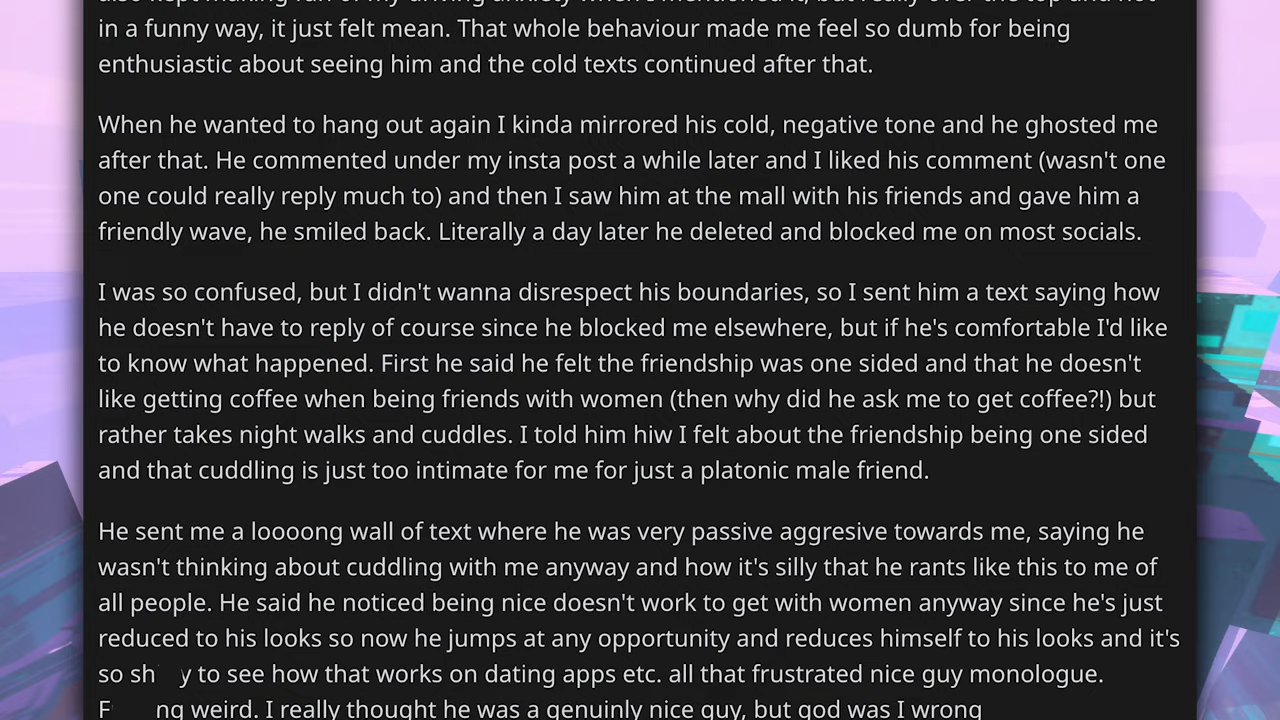 in a funny way, it just felt mean. That whole behaviour made me feel so dumb for being
enthusiastic about seeing him and the cold texts continued after that.
When he wanted to hang out again I kinda mirrored his cold, negative tone and he ghosted me
after that. He commented under my insta post a while later and I liked his comment (wasn't one
one could really reply much to) and then I saw him at the mall with his friends and gave him a
friendly wave, he smiled back. Literally a day later he deleted and blocked me on most socials.
I was so confused, but I didn't wanna disrespect his boundaries, so I sent him a text saying how
he doesn't have to reply of course since he blocked me elsewhere, but if he's comfortable I'd like
to know what happened. First he said he felt the friendship was one sided and that he doesn't
like getting coffee when being friends with women (then why did he ask me to get coffee?!) but
rather takes night walks and cuddles. I told him hiw I felt about the friendship being one sided
and that cuddling is just too intimate for me for just a platonic male friend.
He sent me a loooong wall of text where he was very passive aggresive towards me, saying he
wasn't thinking about cuddling with me anyway and how it's silly that he rants like this to me of
all people. He said he noticed being nice doesn't work to get with women anyway since he's just
reduced to his looks so now he jumps at any opportunity and reduces himself to his looks and it's
so sh y to see how that works on dating apps etc. all that frustrated nice guy monologue.
F ng weird. I really thought he was a genuinly nice guy, but god was I wrong